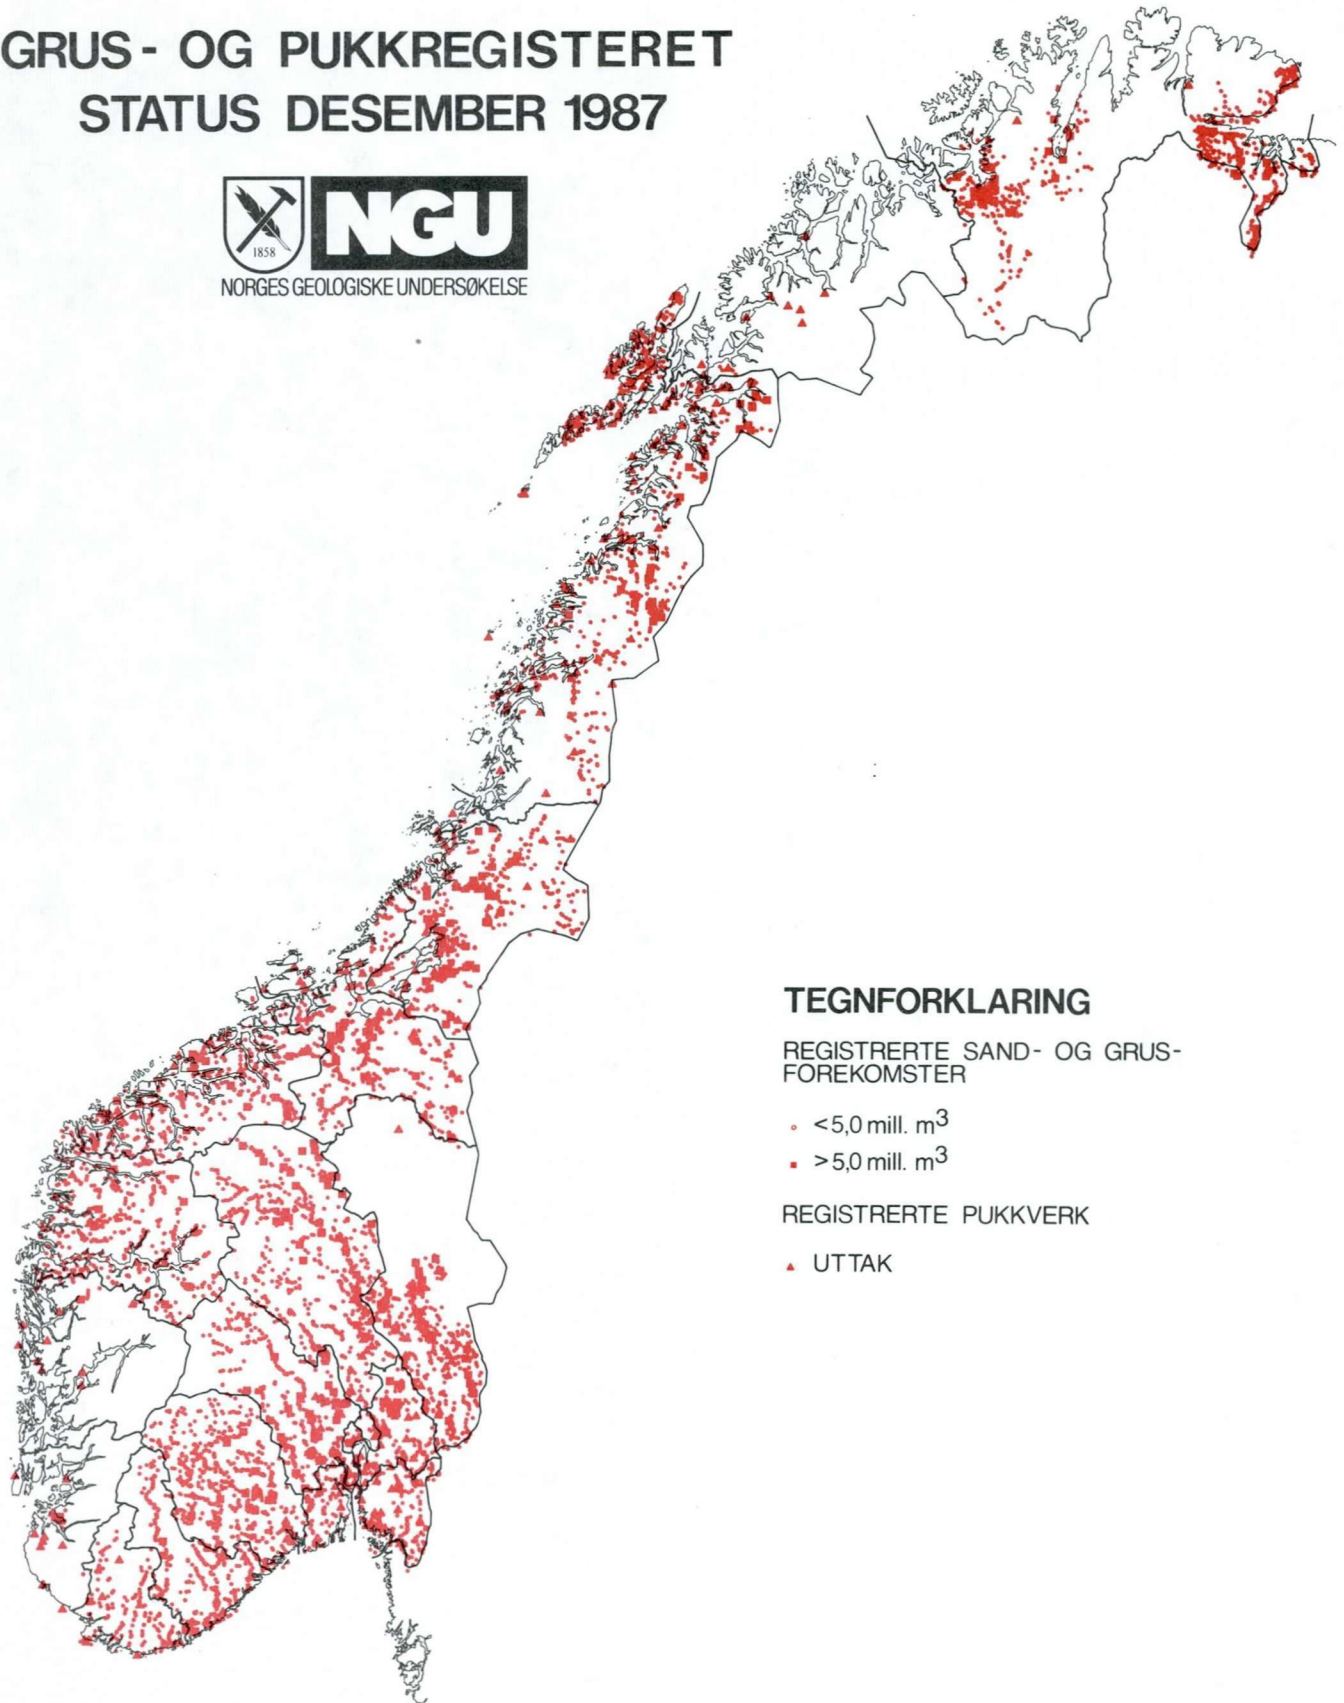 GRUS- OG PUKKREGISTERET
STATUS DESEMBER 1987
1858
NGU
NORGES GEOLOGISKE UNDERSØKELSE
TEGNFORKLARING
REGISTRERTE SAND- OG GRUS-
FOREKOMSTER
<5,0 mill. m³
>5,0 mill. m³
REGISTRERTE PUKKVERK
UTTAK